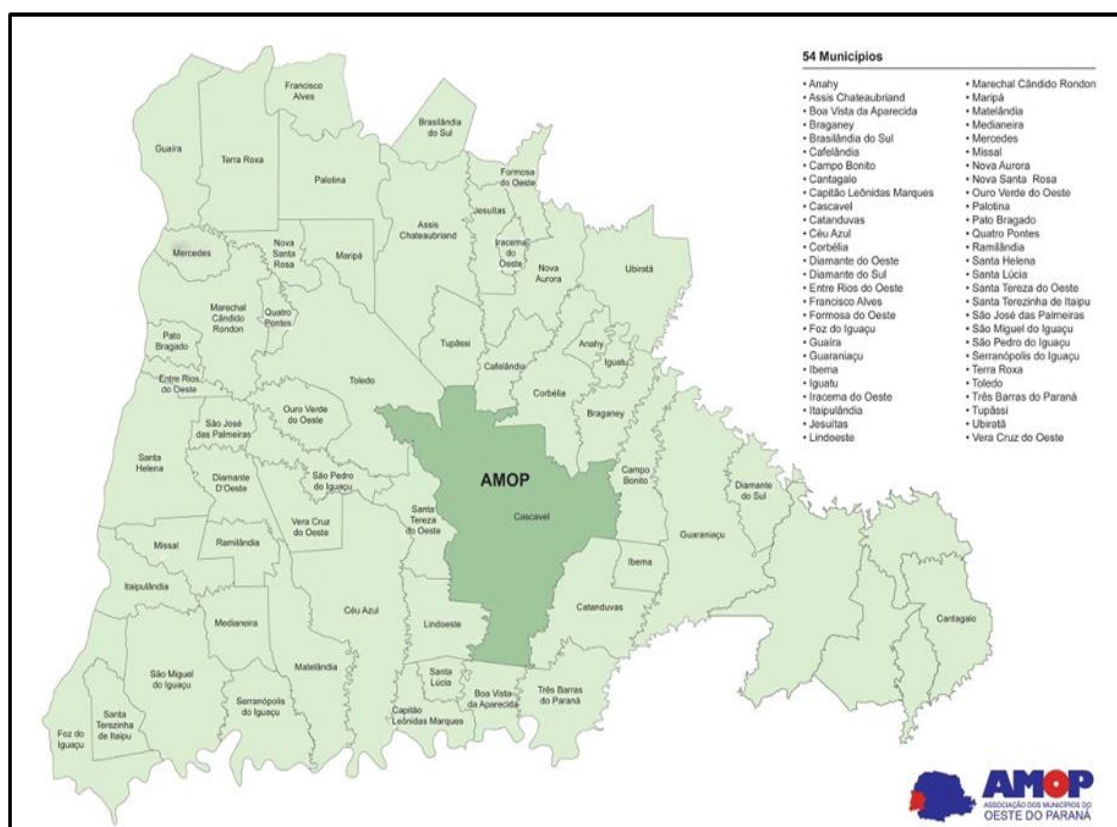 54 Municípios
• Anahy
• Assis Chateaubriand
• Boa Vista da Aparecida
• Braganey
• Brasilândia do Sul
• Cafelândia
• Campo Bonito
• Cantagalo
• Capitão Leônidas Marques
• Cascavel
• Catanduvas
• Céu Azul
• Corbélia
• Diamante do Oeste
• Diamante do Sul
• Entre Rios do Oeste
• Francisco Alves
• Formosa do Oeste
• Foz do Iguaçu
• Guaíra
• Guaraniaçu
• Ibema
• Iguatu
• Iracema do Oeste
• Itaipulândia
• Jesuítas
• Lindoeste
• Marechal Cândido Rondon
• Maripá
• Matelândia
• Medianeira
• Mercedes
• Missal
• Nova Aurora
• Nova Santa Rosa
• Ouro Verde do Oeste
• Palotina
• Pato Bragado
• Quatro Pontes
• Ramilândia
• Santa Helena
• Santa Lúcia
• Santa Tereza do Oeste
• Santa Terezinha de Itaipu
• São José das Palmeiras
• São Miguel do Iguaçu
• São Pedro do Iguaçu
• Serranópolis do Iguaçu
• Terra Roxa
• Toledo
• Três Barras do Paraná
• Tupãssi
• Ubiratã
• Vera Cruz do Oeste
Francisco
Alves
Guaíra
Terra Roxa
Brasilândia
do Sul
Palotina
Formosa
do Oeste
Jesuítas
Assis
Chateaubriand
Iracema
do
Oeste
Mercedes
Nova
Santa
Rosa
Maripá
Nova
Aurora
Ubiratã
Marechal
Cândido
Rondon
Quatro
Pontes
Pato
Bragado
Tupãssi
Anahy
Iguatu
Cafelândia
Entre Rios
do Oeste
Toledo
Corbélia
Ouro Verde
do Oeste
Braganey
São José
das Palmeiras
Santa
Helena
Diamante
D'Oeste
São Pedro
do Iguaçu
AMOP
Cascavel
Campo
Bonito
Diamante
do Sul
Santa
Tereza
do Oeste
Vera Cruz
do Oeste
Guaraniaçu
Missal
Ramilândia
Ibema
Itaipulândia
Céu Azul
Catanduvas
Medianeira
Lindoeste
Cantagalo
São Miguel
do Iguaçu
Matelândia
Santa
Lúcia
Boa Vista
da Aparecida
Três Barras
do Paraná
Serranópolis
do Iguaçu
Capitão
Leônidas Marques
Foz do
Iguaçu
Santa
Terezinha
de Itaipu
AMOP
ASSOCIAÇÃO DOS MUNICÍPIOS DO
OESTE DO PARANÁ